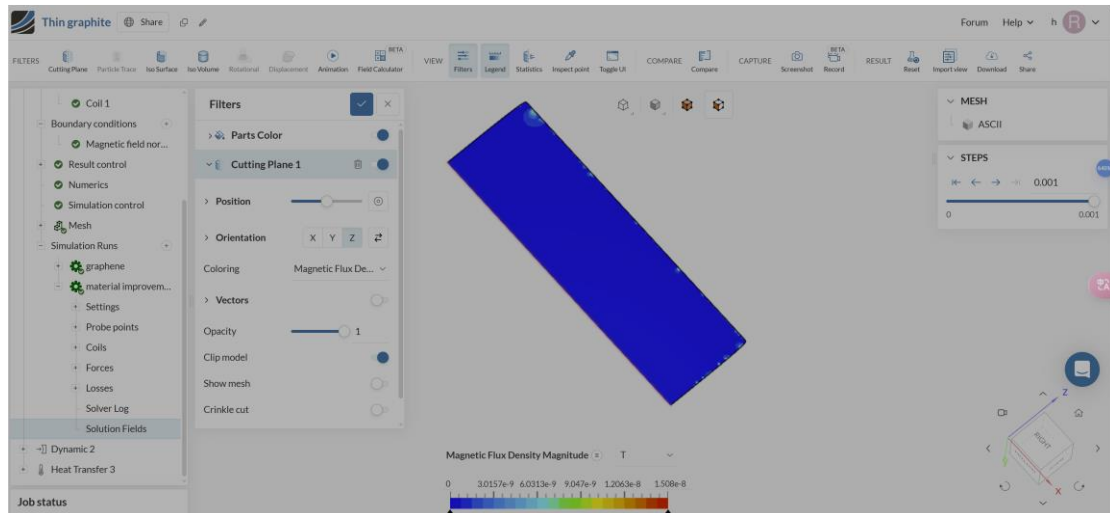 Thin graphite Share Forum Help h R
FILTERS Cutting Plane Particle Trace Iso Surface Iso Volume Rotational Displacement Animation Field Calculator BETA VIEW Filters Legend Statistics Inspect point Toggle UI COMPARE Compare CAPTURE Screenshot Record BETA RESULT Reset Import view Download Share
Coil 1
Boundary conditions
Magnetic field nor...
Result control
Numerics
Simulation control
Mesh
Simulation Runs
graphene
material improvem...
Settings
Probe points
Coils
Forces
Losses
Solver Log
Solution Fields
Dynamic 2
Heat Transfer 3
Job status
Filters
Parts Color
Cutting Plane 1
Position
Orientation X Y Z
Coloring Magnetic Flux De...
Vectors
Opacity 1
Clip model
Show mesh
Crinkle cut
Magnetic Flux Density Magnitude T
0 3.0157e-9 6.0313e-9 9.047e-9 1.2063e-8 1.508e-8
MESH
ASCII
STEPS
0.001
0 0.001
Z
RIGHT
X